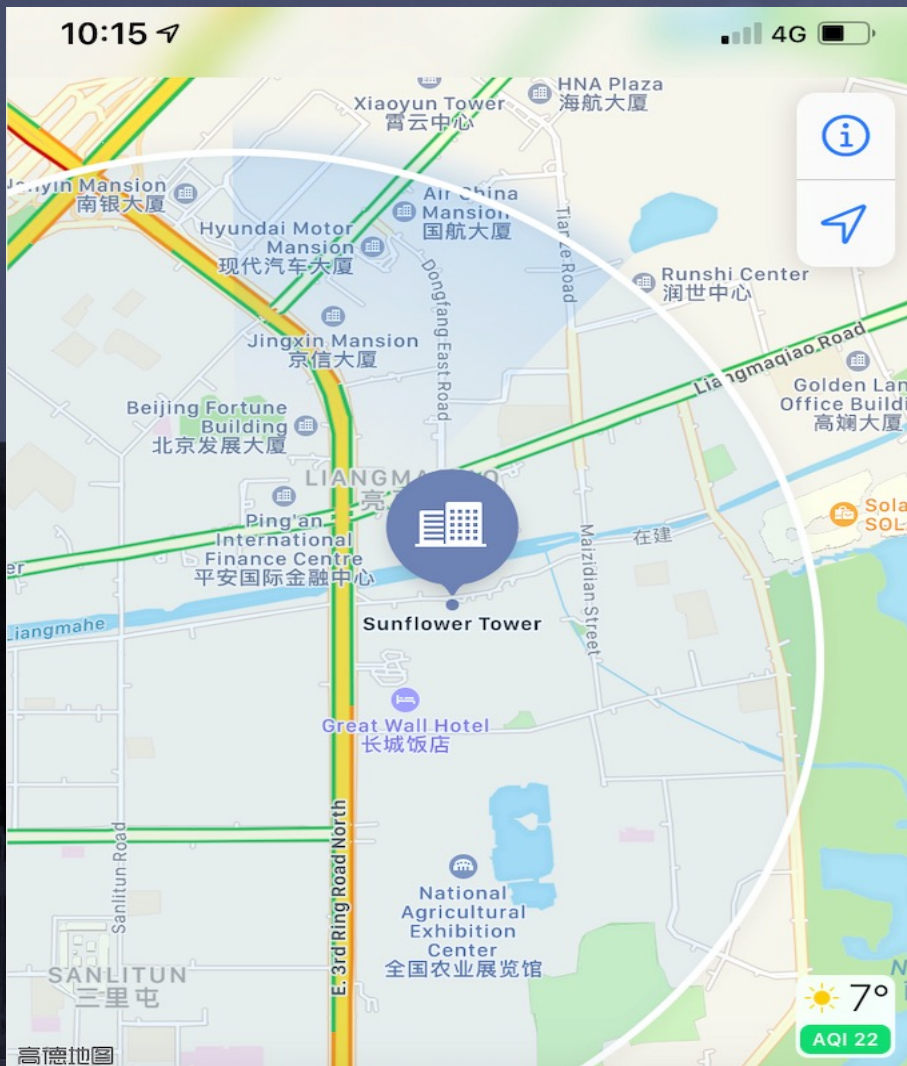 10:15
4G
HNA Plaza
海航大厦
Xiaoyun Tower
霄云中心
Mansion
南银大厦
Air China
Mansion
国航大厦
Hyundai Motor
Mansion
现代汽车大厦
Tianze Road
Dongfang East Road
Runshi Center
润世中心
Jingxin Mansion
京信大厦
Liangmaqiao Road
Golden Lan
Office Buildi
高斓大厦
Beijing Fortune
Building
北京发展大厦
Ping'an
International
Finance Centre
平安国际金融中心
er
Sola
SOL
在建
Maizidian Street
Liangmahe
Sunflower Tower
Great Wall Hotel
长城饭店
E. 3rd Ring Road North
Sanlitun Road
National
Agricultural
Exhibition
Center
全国农业展览馆
SANLITUN
三里屯
7°
AQI 22
高德地图